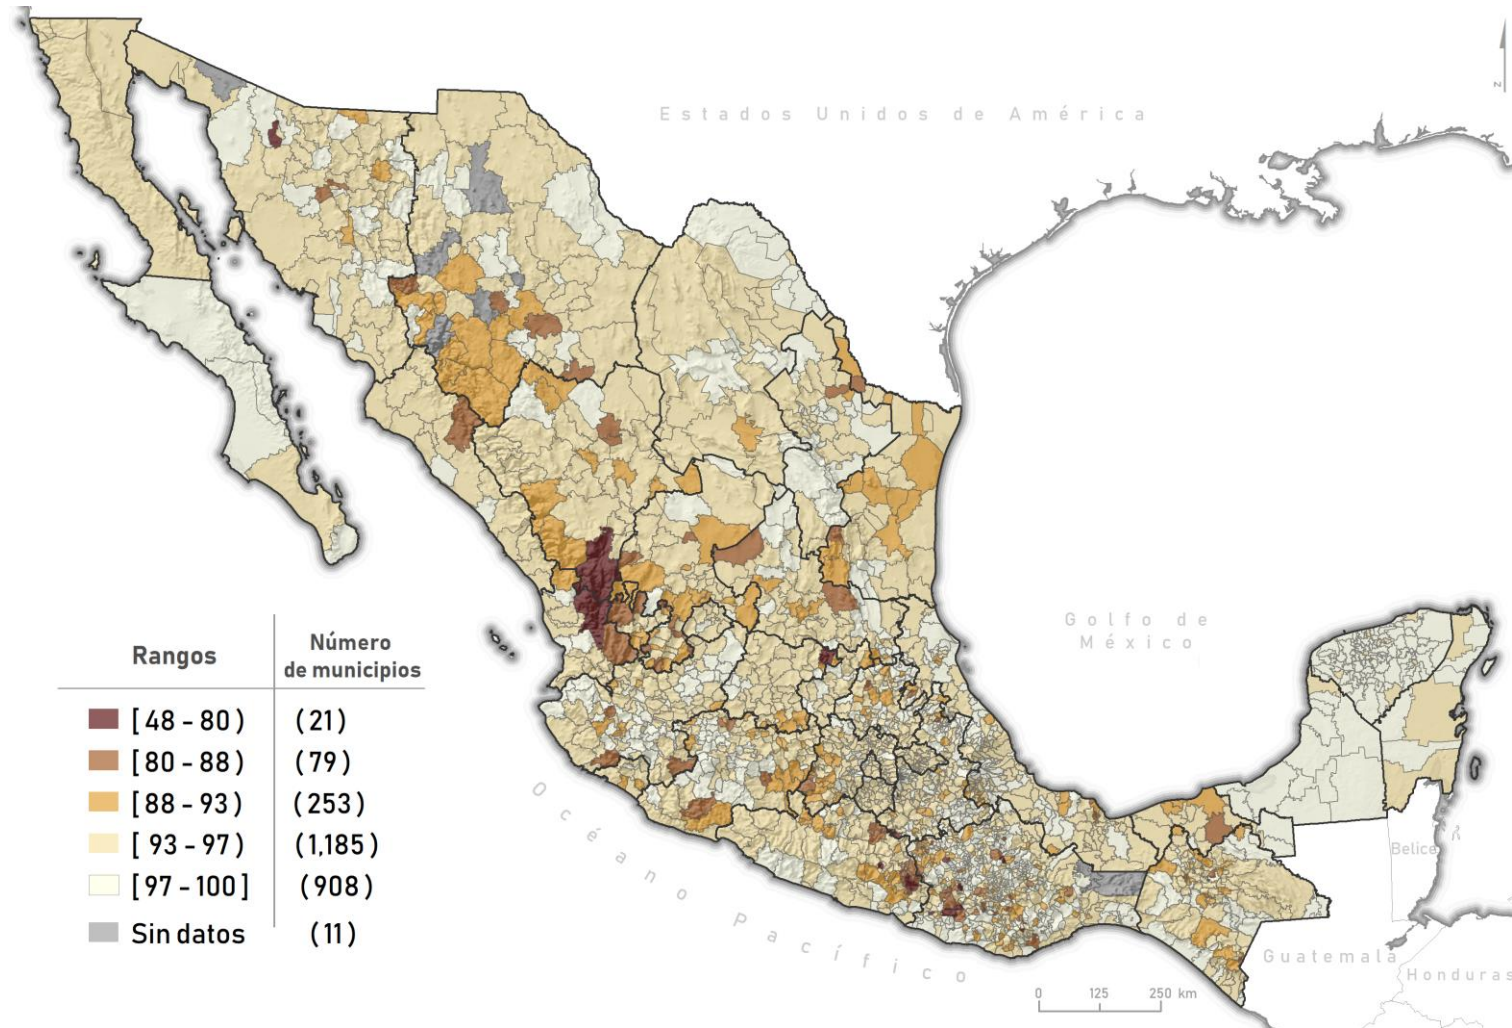 N
Estados Unidos de América
Golfo de
México
Rangos
Número
de municipios
[48 - 80) (21)
[80 - 88) (79)
[88 - 93) (253)
[93 - 97) (1,185)
[97 - 100] (908)
Sin datos (11)
Océano Pacífico
Belice
Guatemala
Honduras
0 125 250 km